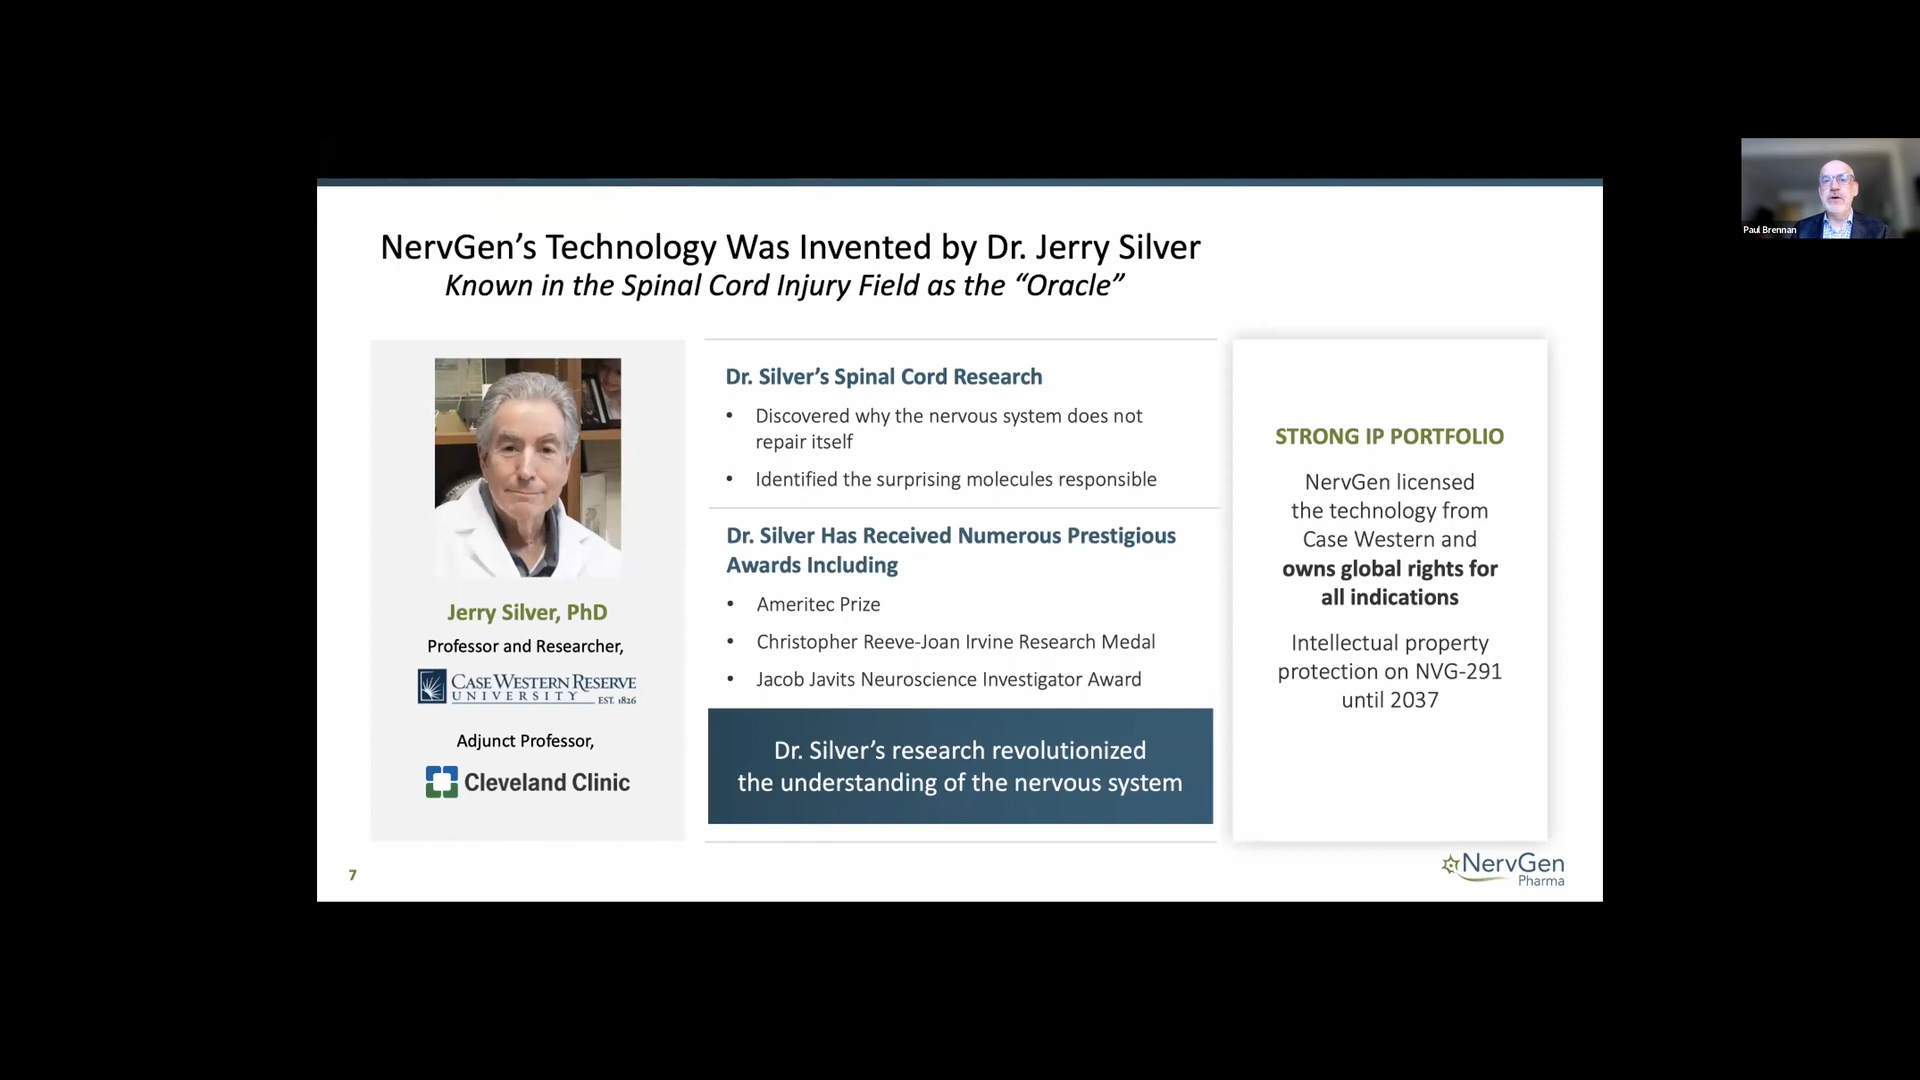 NervGen’s Technology Was Invented by Dr. Jerry Silver
Known in the Spinal Cord Injury Field as the “Oracle”
Jerry Silver, PhD
Professor and Researcher,
CASE WESTERN RESERVE
UNIVERSITY
EST. 1826
Adjunct Professor,
Cleveland Clinic
Dr. Silver’s Spinal Cord Research
• Discovered why the nervous system does not
repair itself
• Identified the surprising molecules responsible
Dr. Silver Has Received Numerous Prestigious
Awards Including
• Ameritec Prize
• Christopher Reeve-Joan Irvine Research Medal
• Jacob Javits Neuroscience Investigator Award
Dr. Silver’s research revolutionized
the understanding of the nervous system
STRONG IP PORTFOLIO
NervGen licensed
the technology from
Case Western and
owns global rights for
all indications
Intellectual property
protection on NVG-291
until 2037
7
NervGen
Pharma
Paul Brennan